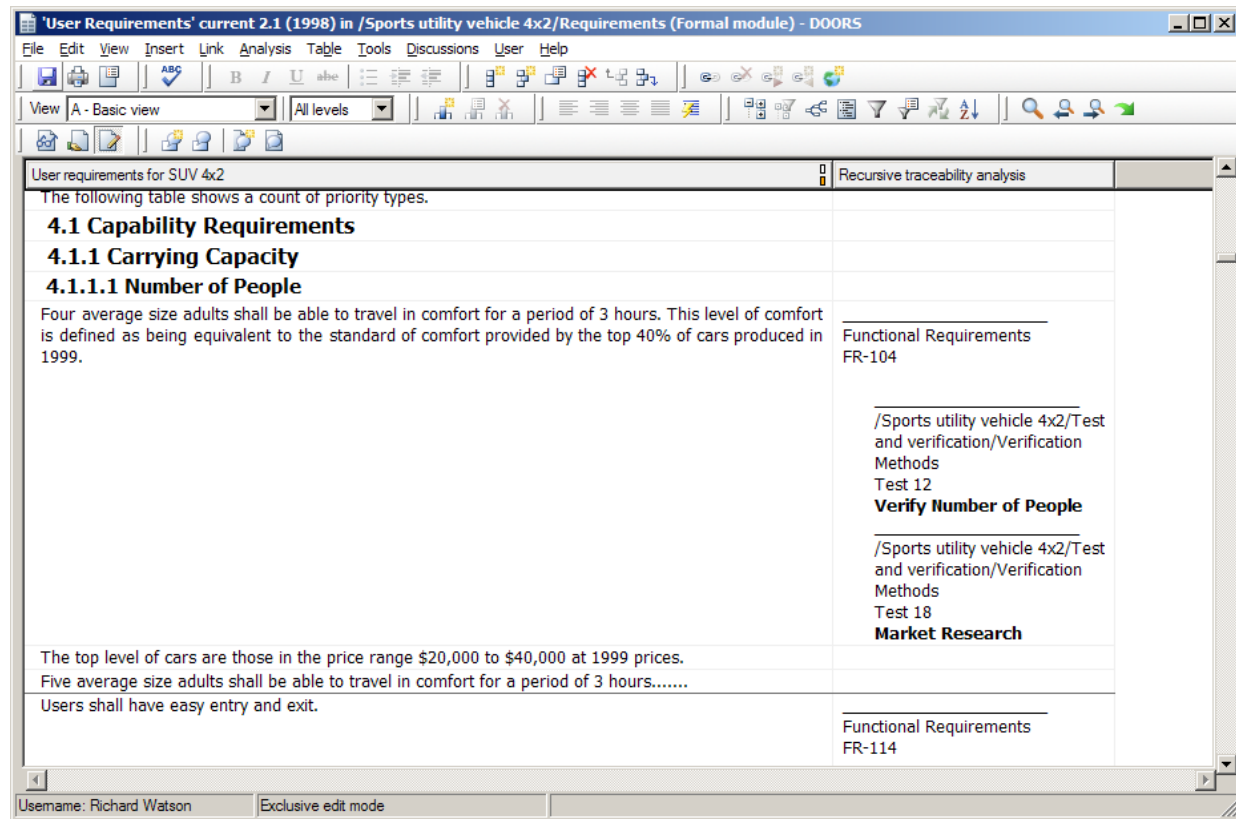 'User Requirements' current 2.1 (1998) in /Sports utility vehicle 4x2/Requirements (Formal module) - DOORS
File Edit View Insert Link Analysis Table Tools Discussions User Help
ABC B I U abc
View A - Basic view All levels
User requirements for SUV 4x2 Recursive traceability analysis
The following table shows a count of priority types.
4.1 Capability Requirements
4.1.1 Carrying Capacity
4.1.1.1 Number of People
Four average size adults shall be able to travel in comfort for a period of 3 hours. This level of comfort
is defined as being equivalent to the standard of comfort provided by the top 40% of cars produced in
1999.
Functional Requirements
FR-104
/Sports utility vehicle 4x2/Test
and verification/Verification
Methods
Test 12
Verify Number of People
/Sports utility vehicle 4x2/Test
and verification/Verification
Methods
Test 18
Market Research
The top level of cars are those in the price range $20,000 to $40,000 at 1999 prices.
Five average size adults shall be able to travel in comfort for a period of 3 hours.......
Users shall have easy entry and exit.
Functional Requirements
FR-114
Username: Richard Watson Exclusive edit mode